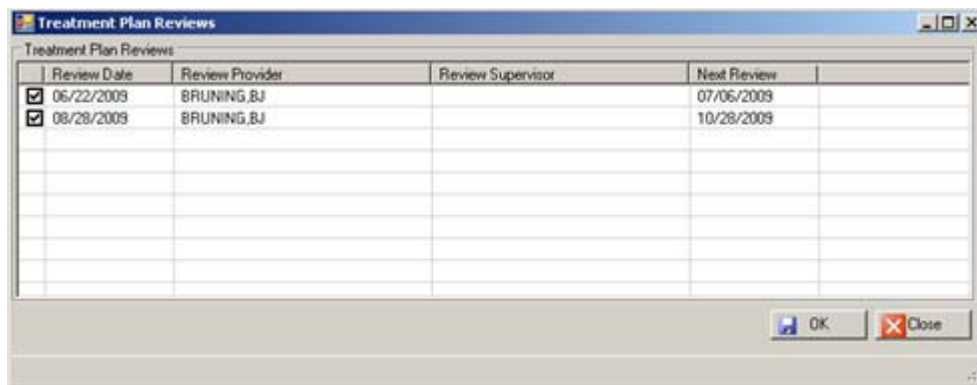 Treatment Plan Reviews
Treatment Plan Reviews
Review Date Review Provider Review Supervisor Next Review
06/22/2009 BRUNING,BJ 07/06/2009
08/28/2009 BRUNING,BJ 10/28/2009
OK Close